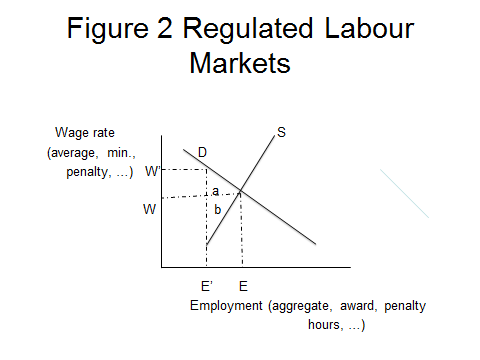 Figure 2 Regulated Labour
Markets
Wage rate
(average, min.,
penalty, ...)
W'
W
D
S
a
b
E’
E
Employment (aggregate, award, penalty
hours, ...)